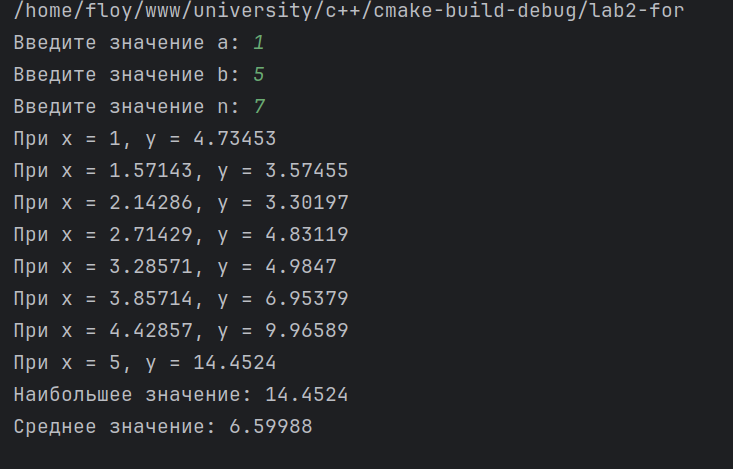 /home/floy/www/university/c++/cmake-build-debug/lab2-for
Введите значение a: 1
Введите значение b: 5
Введите значение n: 7
При x = 1, y = 4.73453
При x = 1.57143, y = 3.57455
При x = 2.14286, y = 3.30197
При x = 2.71429, y = 4.83119
При x = 3.28571, y = 4.9847
При x = 3.85714, y = 6.95379
При x = 4.42857, y = 9.96589
При x = 5, y = 14.4524
Наибольшее значение: 14.4524
Среднее значение: 6.59988